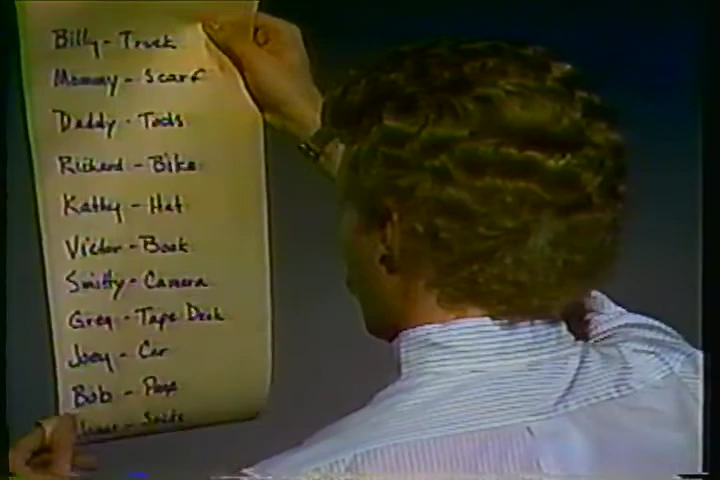 Billy - Truck
Mommy - Scarf
Daddy - Tools
Richard - Bike
Kathy - Hat
Victor - Book
Smitty - Camera
Greg - Tape Deck
Joey - Car
Bob -